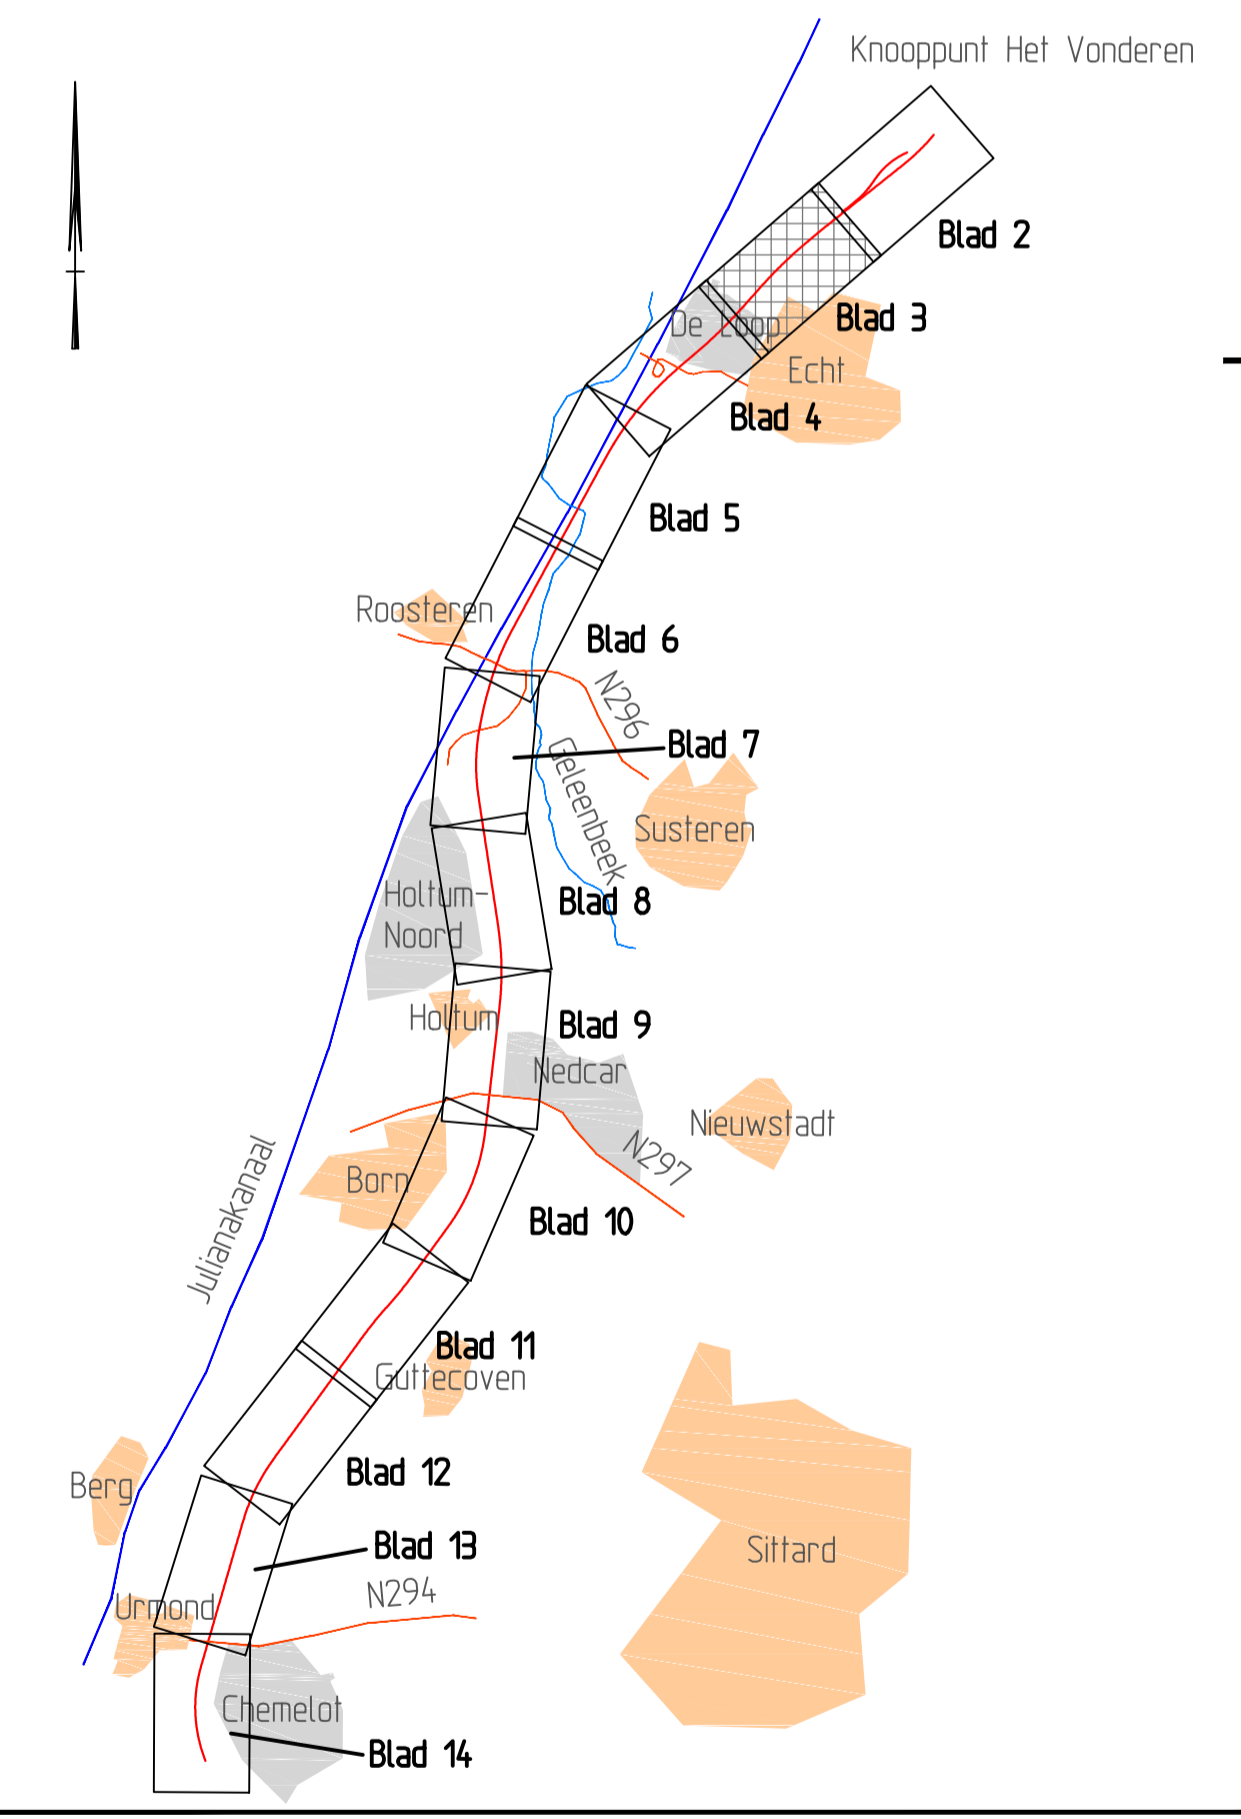 Knooppunt Het Vonderen
Blad 2
Blad 3
De Loop
Echt
Blad 4
Blad 5
Roosteren
Blad 6
N296
Blad 7
Geleenbeek
Susteren
Holtum-
Noord
Blad 8
Holtum
Blad 9
Nedcar
Nieuwstadt
N297
Born
Julianakanaal
Blad 10
Blad 11
Guttecoven
Berg
Blad 12
Blad 13
Sittard
N294
Urmond
Chemelot
Blad 14